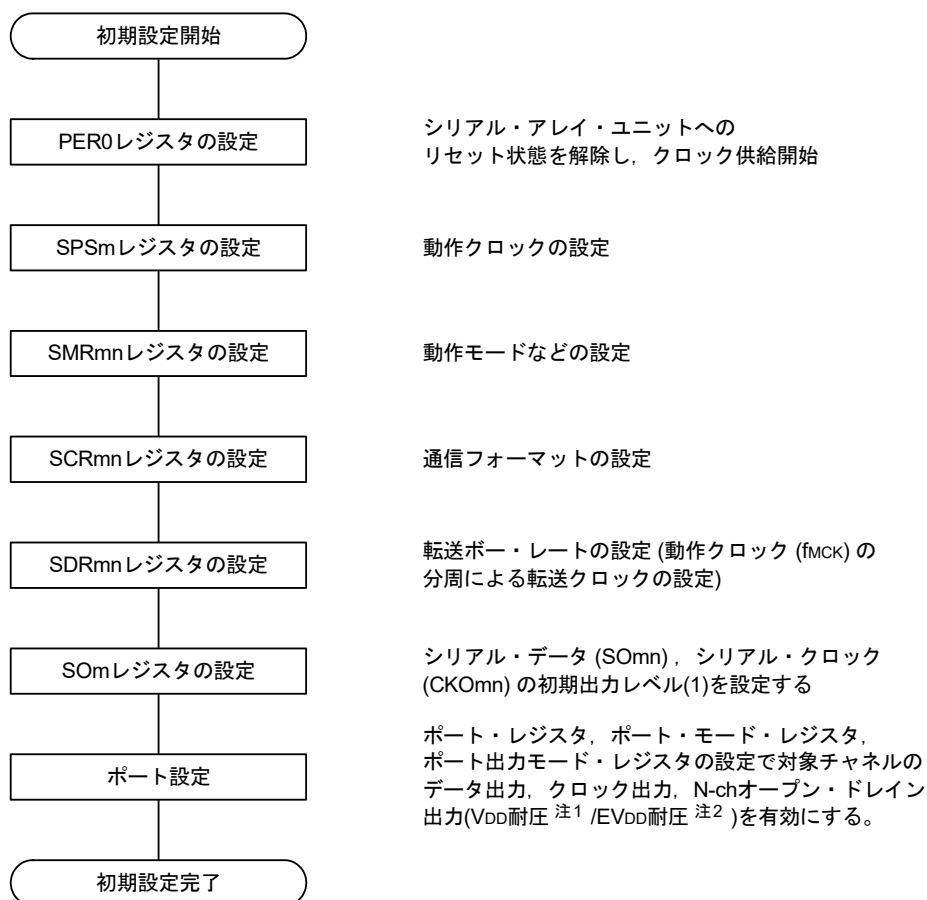 初期設定開始
PER0レジスタの設定
シリアル・アレイ・ユニットへの
リセット状態を解除し，クロック供給開始
SPSmレジスタの設定
動作クロックの設定
SMRmnレジスタの設定
動作モードなどの設定
SCRmnレジスタの設定
通信フォーマットの設定
SDRmnレジスタの設定
転送ボー・レートの設定 (動作クロック (fMCK) の
分周による転送クロックの設定)
SOmレジスタの設定
シリアル・データ (SOmn) ，シリアル・クロック
(CKOmn) の初期出力レベル(1)を設定する
ポート設定
ポート・レジスタ，ポート・モード・レジスタ，
ポート出力モード・レジスタの設定で対象チャネルの
データ出力，クロック出力，N-chオープン・ドレイン
出力(VDD耐圧 注1 /EVDD耐圧 注2 )を有効にする。
初期設定完了